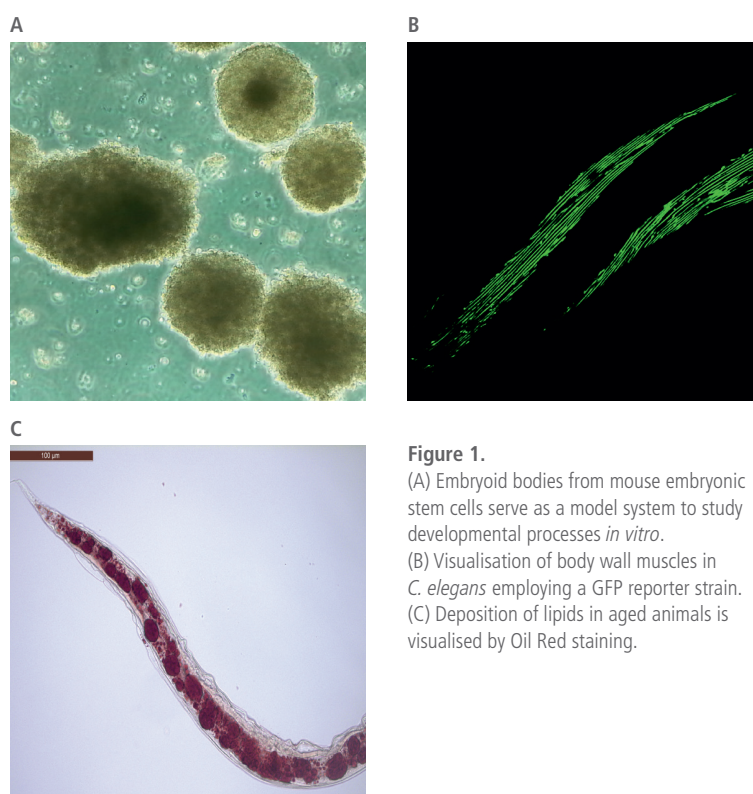 A
B
C
100 µm
Figure 1.
(A) Embryoid bodies from mouse embryonic
stem cells serve as a model system to study
developmental processes in vitro.
(B) Visualisation of body wall muscles in
C. elegans employing a GFP reporter strain.
(C) Deposition of lipids in aged animals is
visualised by Oil Red staining.